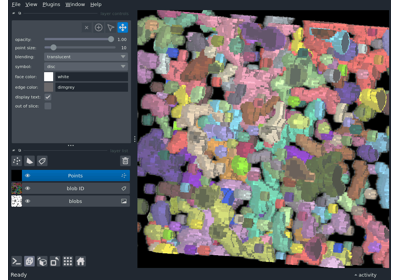 File View Plugins Window Help
opacity: 1.00
point size: 10
blending: translucent
symbol: disc
face color: white
edge color: dimgrey
display text:
out of slice:
Points
blob ID
blobs
Ready
activity